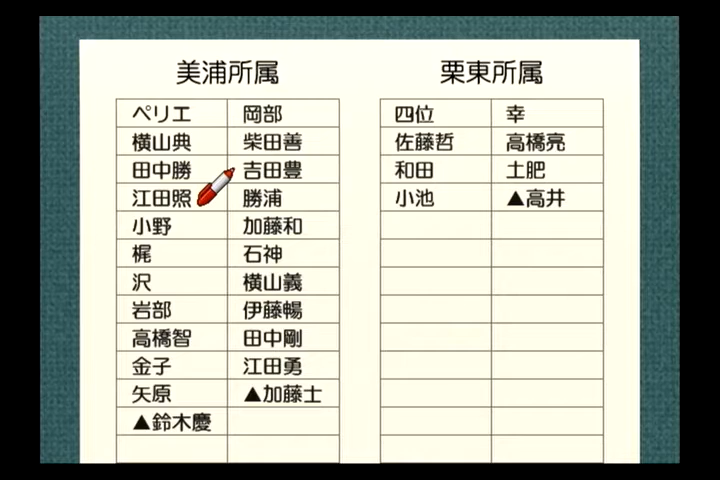 美浦所属
ペリエ 岡部
横山典 柴田善
田中勝 吉田豊
江田照 勝浦
小野 加藤和
梶 石神
沢 横山義
岩部 伊藤暢
高橋智 田中剛
金子 江田勇
矢原 ▲加藤士
▲鈴木慶
栗東所属
四位 幸
佐藤哲 高橋亮
和田 土肥
小池 ▲高井